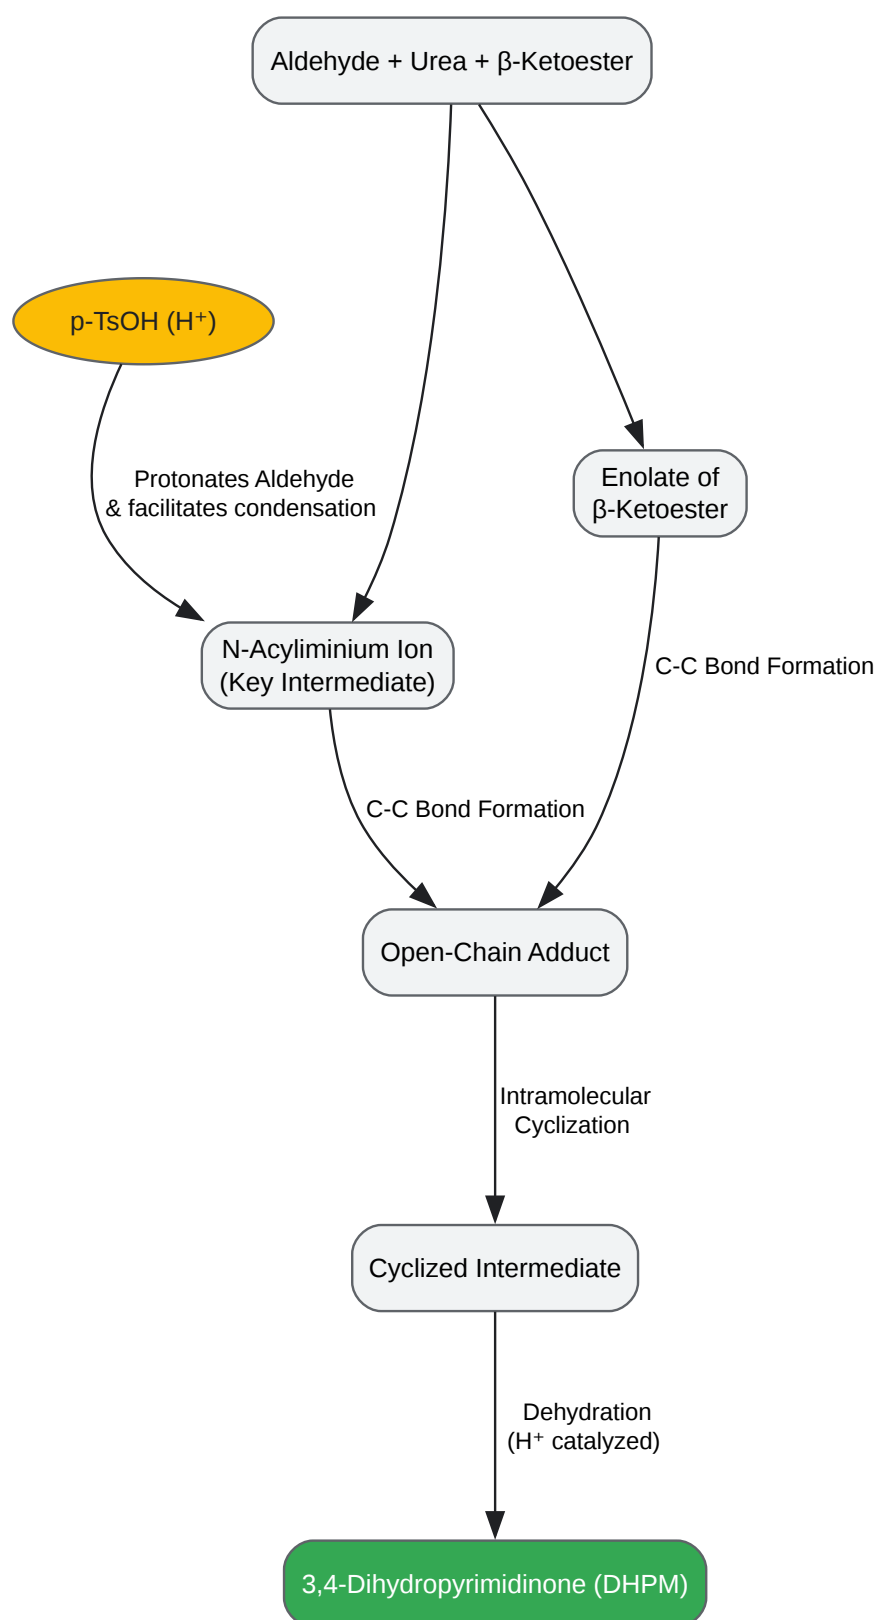 Aldehyde + Urea + β-Ketoester
p-TsOH (H⁺)
Protonates Aldehyde
& facilitates condensation
Enolate of
β-Ketoester
N-Acyliminium Ion
(Key Intermediate)
C-C Bond Formation
C-C Bond Formation
Open-Chain Adduct
Intramolecular
Cyclization
Cyclized Intermediate
Dehydration
(H⁺ catalyzed)
3,4-Dihydropyrimidinone (DHPM)